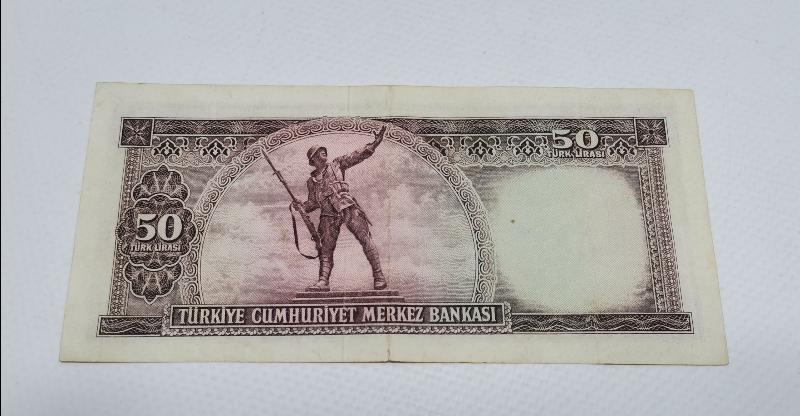 50
TÜRK LİRASI
50
TÜRK LİRASI
TÜRKİYE CUMHURİYET MERKEZ BANKASI